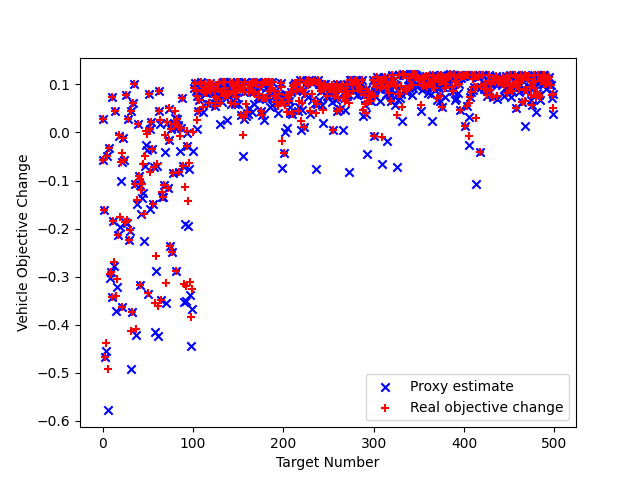 0.1
0.0
−0.1
−0.2
−0.3
−0.4
−0.5
−0.6
Vehicle Objective Change
Proxy estimate
Real objective change
0 100 200 300 400 500
Target Number